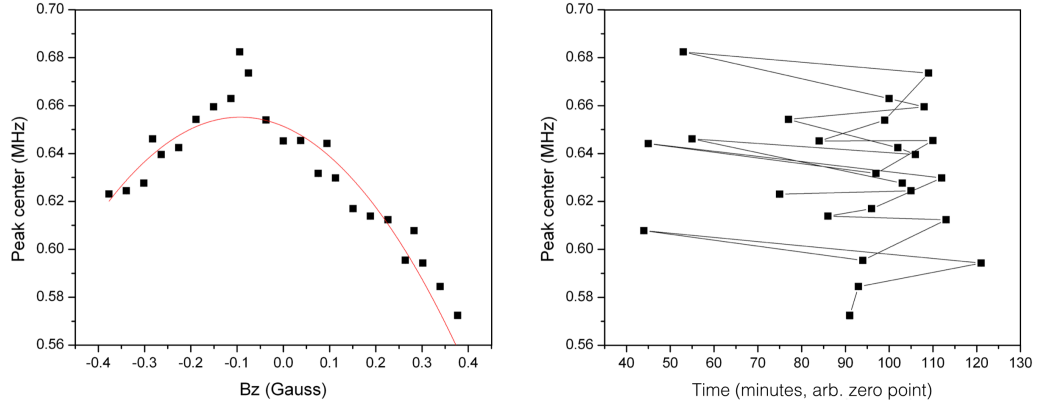 0.70
0.68
0.66
0.64
0.62
0.60
0.58
0.56
Peak center (MHz)
-0.4 -0.3 -0.2 -0.1 0.0 0.1 0.2 0.3 0.4
Bz (Gauss)
0.70
0.68
0.66
0.64
0.62
0.60
0.58
0.56
Peak center (MHz)
40 50 60 70 80 90 100 110 120 130
Time (minutes, arb. zero point)